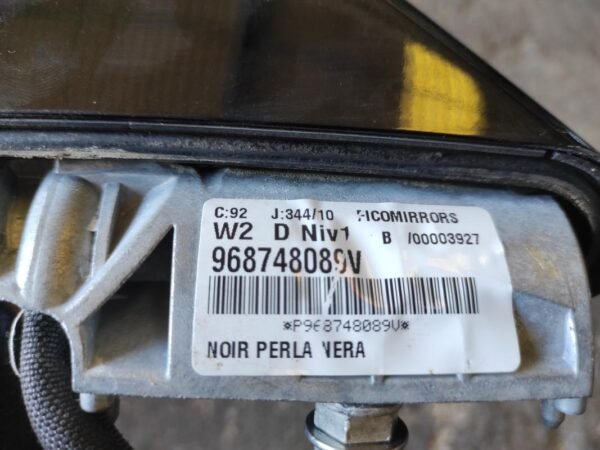 C:92 J:344/10 FICOMIRRORS
W2 D Niv1 B /00003927
968748089V
*P968748089V*
NOIR PERLA NERA